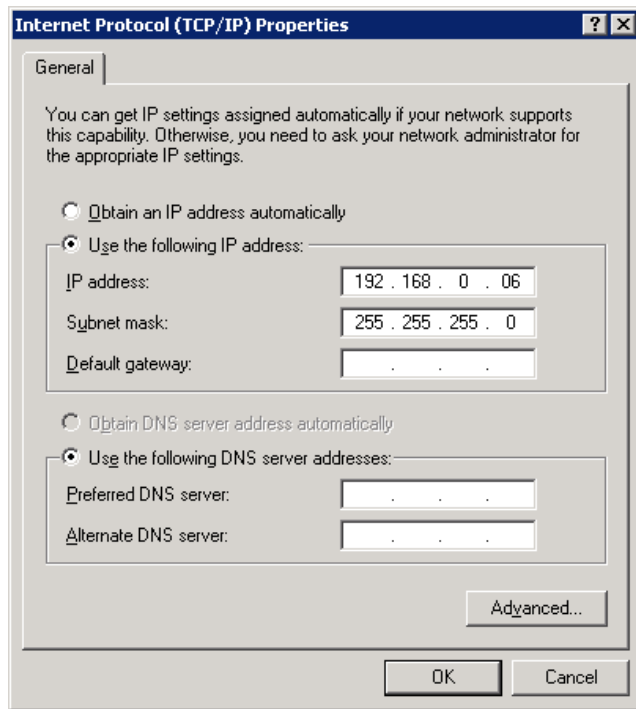 Internet Protocol (TCP/IP) Properties
General
You can get IP settings assigned automatically if your network supports
this capability. Otherwise, you need to ask your network administrator for
the appropriate IP settings.
Obtain an IP address automatically
Use the following IP address:
IP address: 192 . 168 . 0 . 06
Subnet mask: 255 . 255 . 255 . 0
Default gateway: . . .
Obtain DNS server address automatically
Use the following DNS server addresses:
Preferred DNS server: . . .
Alternate DNS server: . . .
Advanced...
OK Cancel